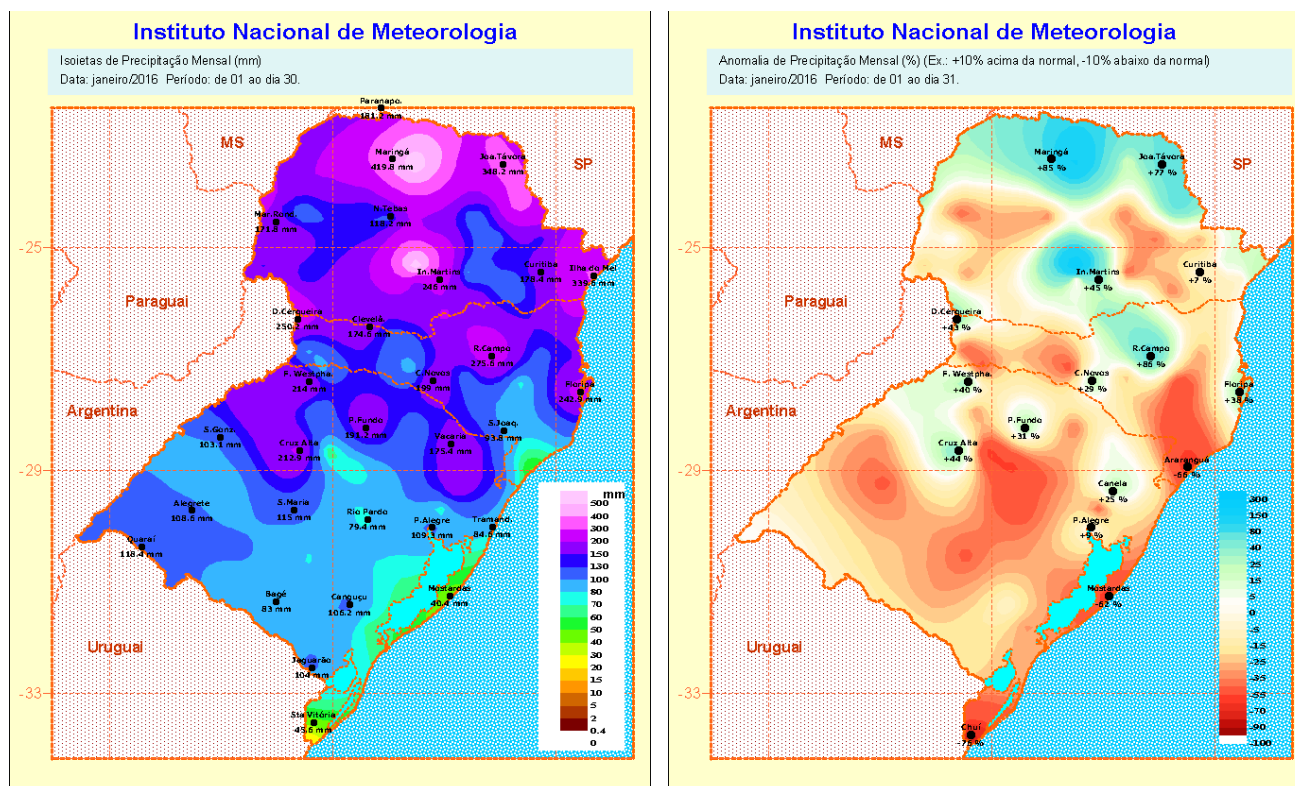 Instituto Nacional de Meteorologia
Isoietas de Precipitação Mensal (mm)
Data: janeiro/2016 Período: de 01 ao dia 30.
Paranapo.
181.2 mm
MS
Maringá
419.8 mm
Joa.Távora
348.2 mm
SP
Mar.Rond.
171.8 mm
N.Tebas
118.2 mm
-25
In.Martins
246 mm
Curitiba
178.4 mm
Ilha do Mel
339.6 mm
Paraguai
D.Cerqueira
250.2 mm
Clevelâ.
174.6 mm
R.Campo
275.6 mm
F. Westpha.
214 mm
C.Novos
199 mm
Floripa
242.9 mm
Argentina
S.Gonz.
103.1 mm
P.Fundo
191.2 mm
S.Joaq.
93.8 mm
Cruz Alta
212.9 mm
Vacaria
175.4 mm
-29
Alegrete
108.6 mm
S.Maria
115 mm
Rio Pardo
79.4 mm
P.Alegre
109.3 mm
Tramand.
84.6 mm
Quaraí
118.4 mm
Bagé
83 mm
Canguçu
106.2 mm
Mostardas
40.4 mm
Uruguai
Jaguarão
104 mm
-33
Sta Vitória
45.6 mm
mm
500
400
300
200
150
130
100
80
70
60
50
40
30
20
15
10
5
2
0.4
0
Instituto Nacional de Meteorologia
Anomalia de Precipitação Mensal (%) (Ex.: +10% acima da normal, -10% abaixo da normal)
Data: janeiro/2016 Período: de 01 ao dia 31.
MS
Maringá
+85 %
Joa.Távora
+77 %
SP
-25
In.Martins
+45 %
Curitiba
+7 %
Paraguai
D.Cerqueira
+43 %
R.Campo
+86 %
F. Westpha.
+40 %
C.Novos
+29 %
Floripa
+38 %
Argentina
P.Fundo
+31 %
Cruz Alta
+44 %
Araranguá
-66 %
-29
Canela
+25 %
P.Alegre
+9 %
Mostardas
-62 %
Uruguai
-33
Chuí
-76 %
300
150
80
40
25
15
5
0
-5
-15
-25
-35
-55
-70
-90
-100